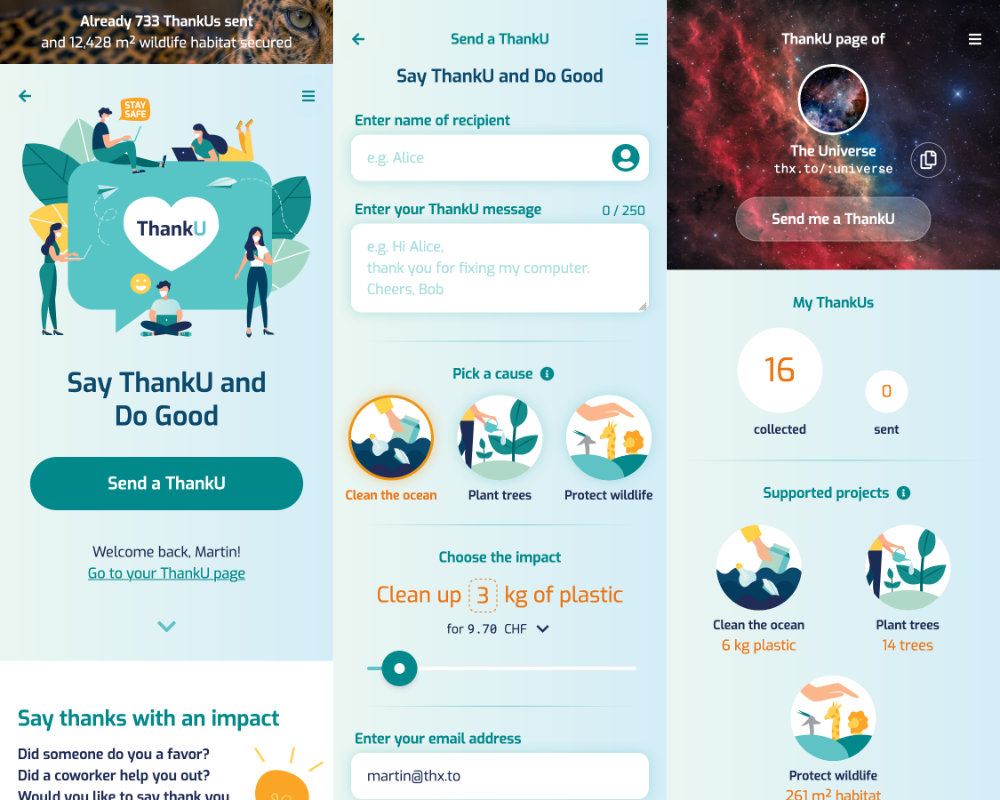 Already 733 ThankUs sent
and 12,428 m² wildlife habitat secured
STAY
SAFE
ThankU
Say ThankU and
Do Good
Send a ThankU
Welcome back, Martin!
Go to your ThankU page
Say thanks with an impact
Did someone do you a favor?
Did a coworker help you out?
Would you like to say thank you
Send a ThankU
Say ThankU and Do Good
Enter name of recipient
e.g. Alice
Enter your ThankU message 0 / 250
e.g. Hi Alice,
thank you for fixing my computer.
Cheers, Bob
Pick a cause
Clean the ocean Plant trees Protect wildlife
Choose the impact
Clean up 3 kg of plastic
for 9.70 CHF
Enter your email address
martin@thx.to
ThankU page of
The Universe
thx.to/:universe
Send me a ThankU
My ThankUs
16 0
collected sent
Supported projects
Clean the ocean Plant trees
6 kg plastic 14 trees
Protect wildlife
261 m² habitat